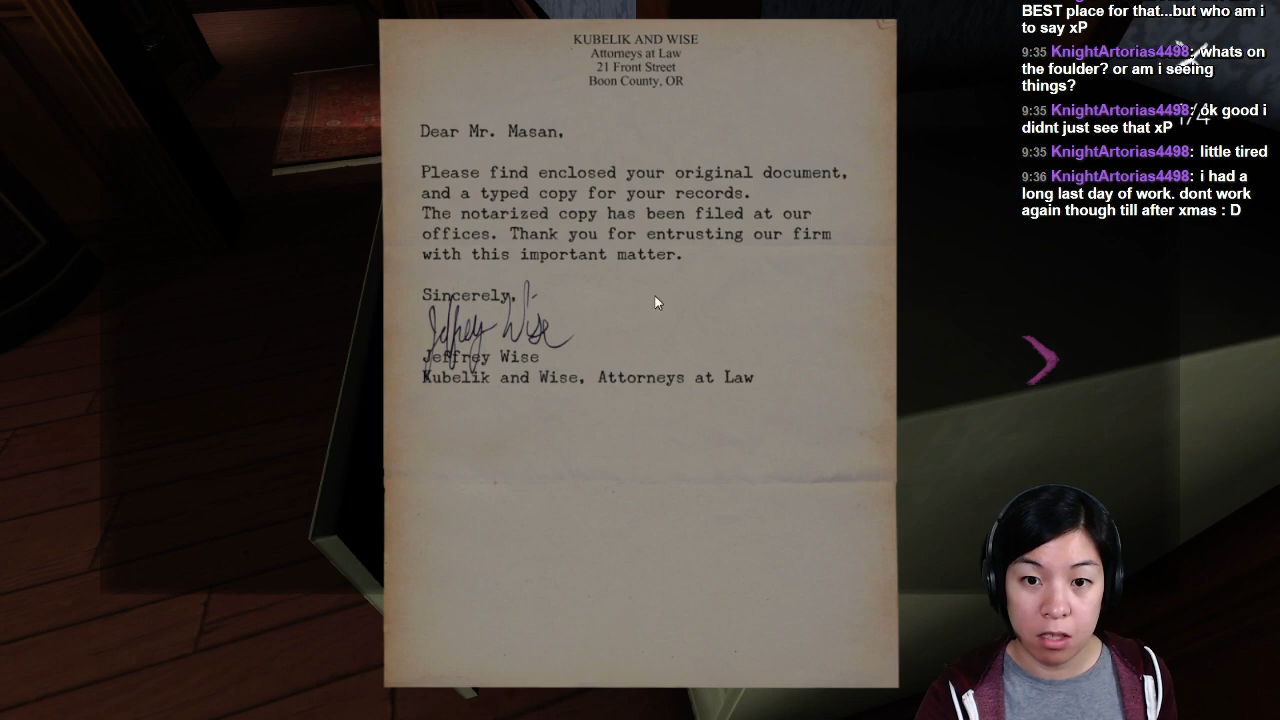 KUBELIK AND WISE
Attorneys at Law
21 Front Street
Boon County, OR
Dear Mr. Masan,
Please find enclosed your original document,
and a typed copy for your records.
The notarized copy has been filed at our
offices. Thank you for entrusting our firm
with this important matter.
Sincerely,
Jeffrey Wise
Jeffrey Wise
Kubelik and Wise, Attorneys at Law
BEST place for that...but who am i
to say xP
9:35 KnightArtorias4498: whats on
the foulder? or am i seeing
things?
9:35 KnightArtorias4498: ok good i
didnt just see that xP
9:35 KnightArtorias4498: little tired
9:36 KnightArtorias4498: i had a
long last day of work. dont work
again though till after xmas : D
1/4